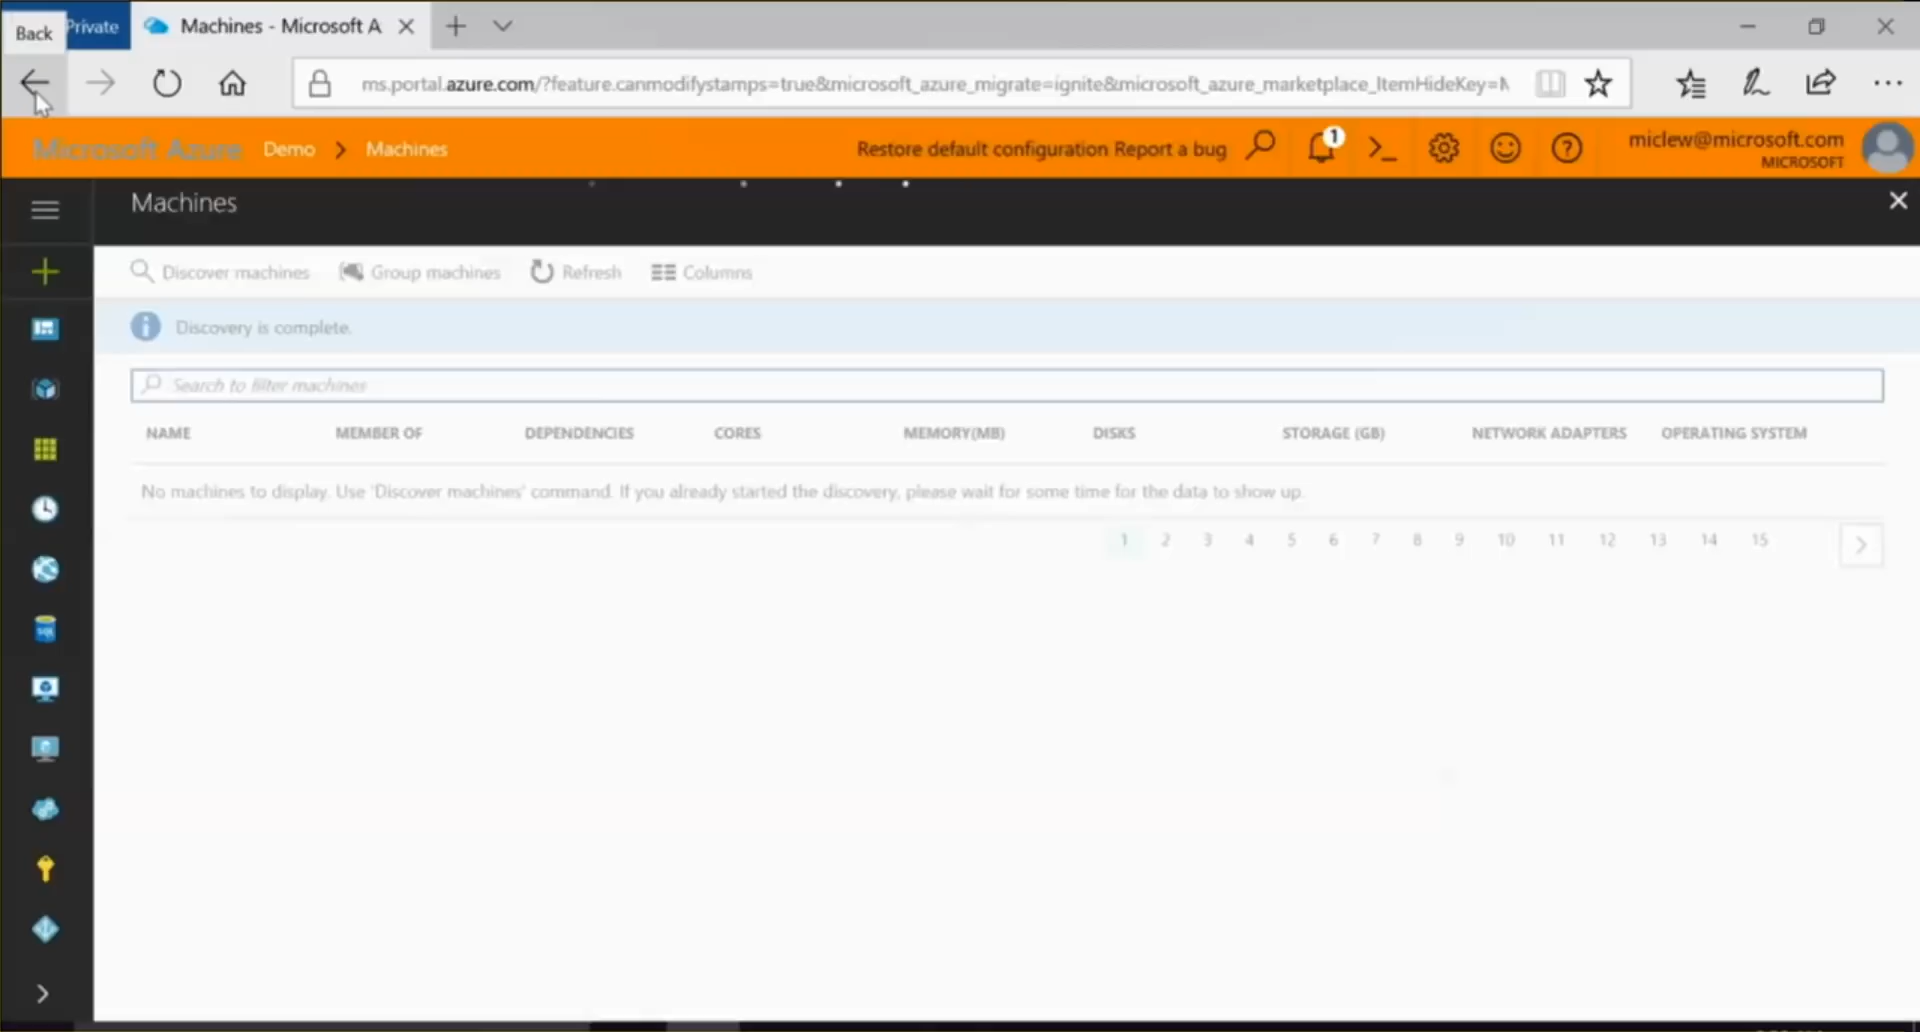 Back
Private
Machines - Microsoft A
ms.portal.azure.com/?feature.canmodifystamps=true&microsoft_azure_migrate=ignite&microsoft_azure_marketplace_ItemHideKey=M
Microsoft Azure Demo > Machines
Restore default configuration Report a bug
1
miclew@microsoft.com
MICROSOFT
Machines
Discover machines Group machines Refresh Columns
Discovery is complete.
Search to filter machines
NAME MEMBER OF DEPENDENCIES CORES MEMORY(MB) DISKS STORAGE (GB) NETWORK ADAPTERS OPERATING SYSTEM
No machines to display. Use 'Discover machines' command. If you already started the discovery, please wait for some time for the data to show up.
1 2 3 4 5 6 7 8 9 10 11 12 13 14 15
SQL